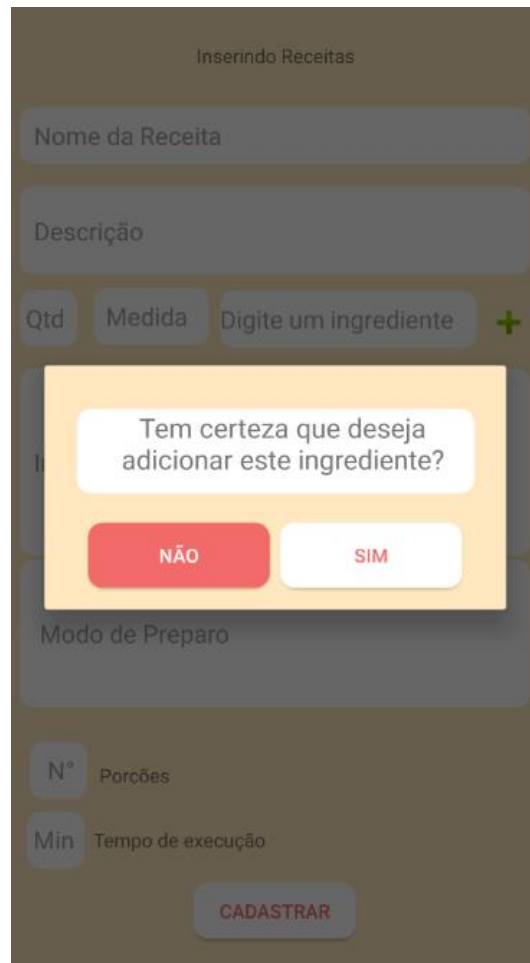 Inserindo Receitas
Nome da Receita
Descrição
Qtd
Medida
Digite um ingrediente
Tem certeza que deseja
adicionar este ingrediente?
NÃO
SIM
Modo de Preparo
N°
Porções
Min
Tempo de execução
CADASTRAR